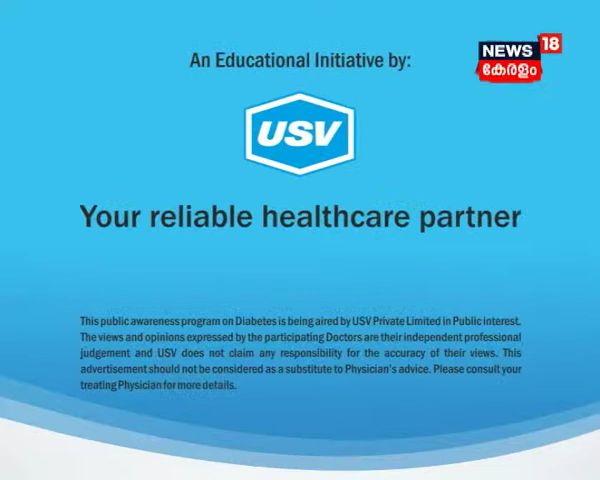 An Educational Initiative by:
NEWS 18
കേരളം
USV
Your reliable healthcare partner
This public awareness program on Diabetes is being aired by USV Private Limited in Public interest.
The views and opinions expressed by the participating Doctors are their independent professional
judgement and USV does not claim any responsibility for the accuracy of their views. This
advertisement should not be considered as a substitute to Physician's advice. Please consult your
treating Physician for more details.